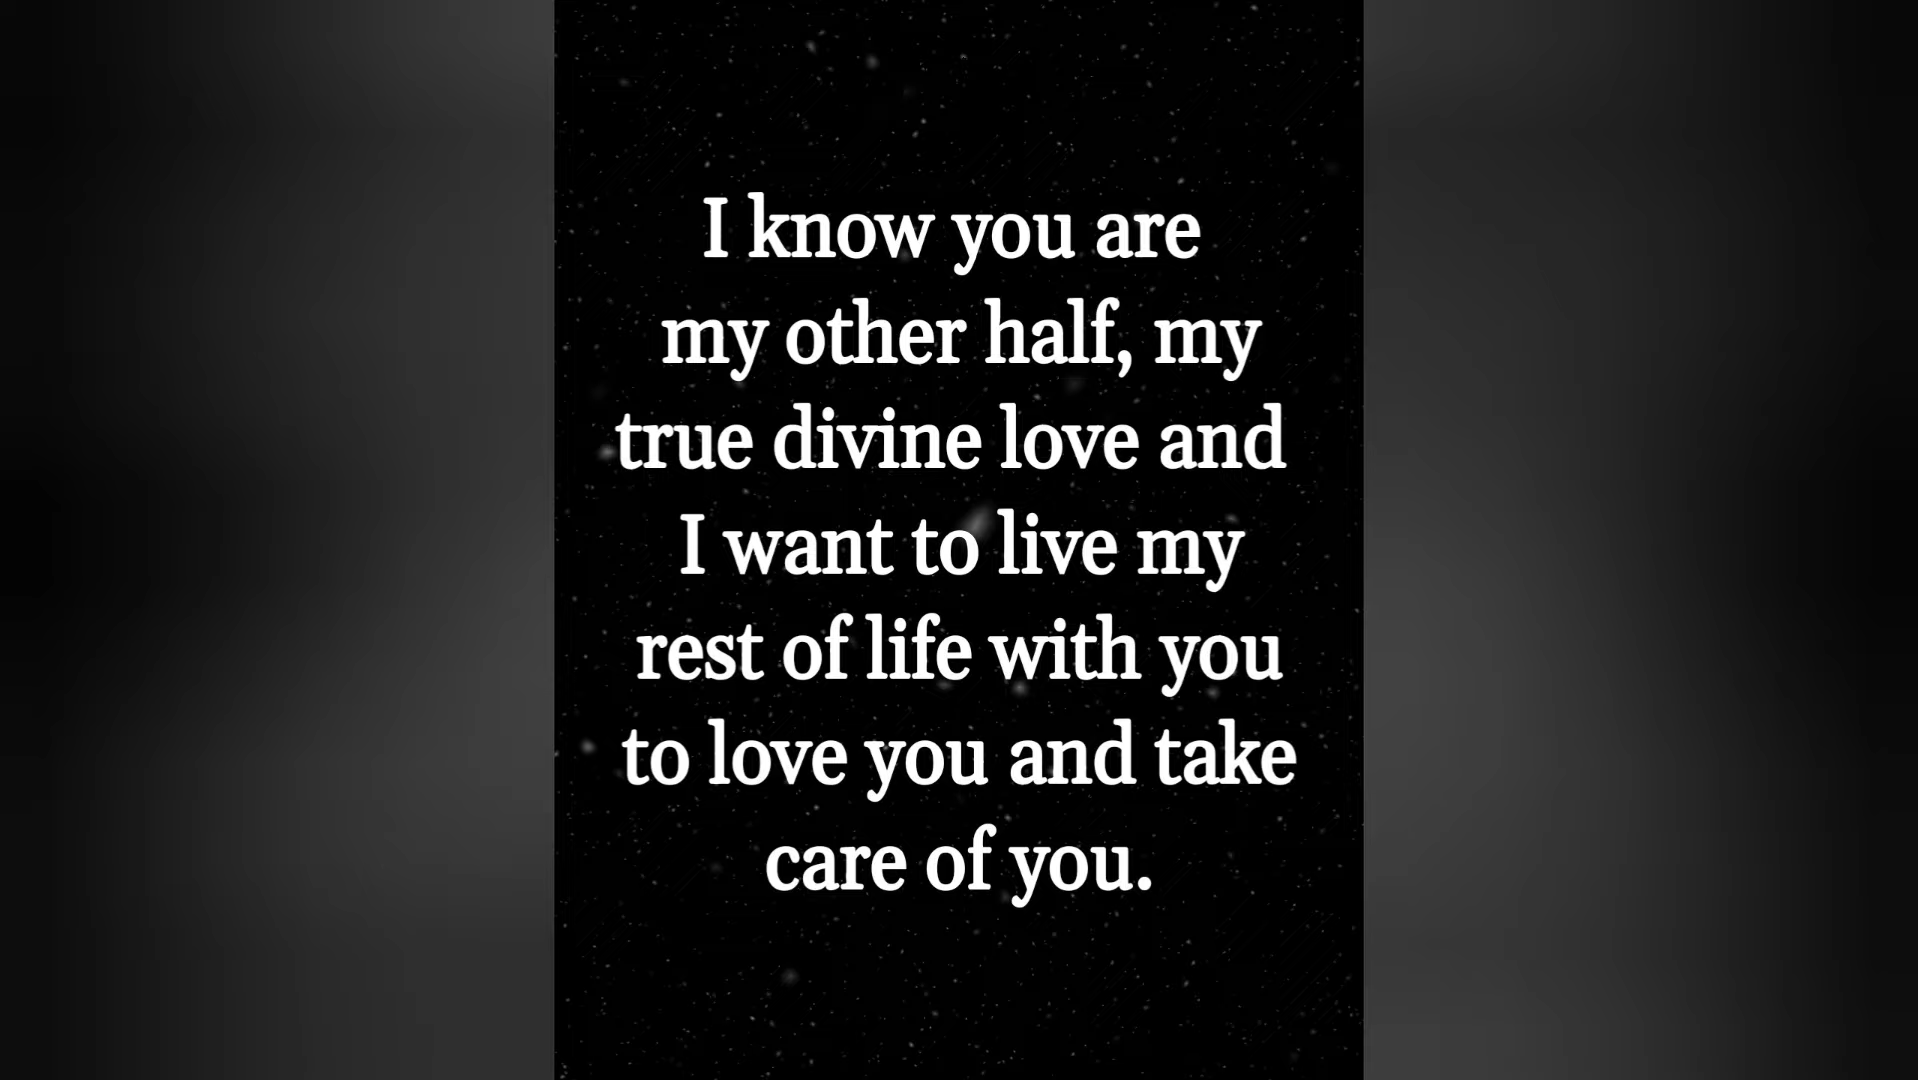 I know you are
my other half, my
true divine love and
I want to live my
rest of life with you
to love you and take
care of you.